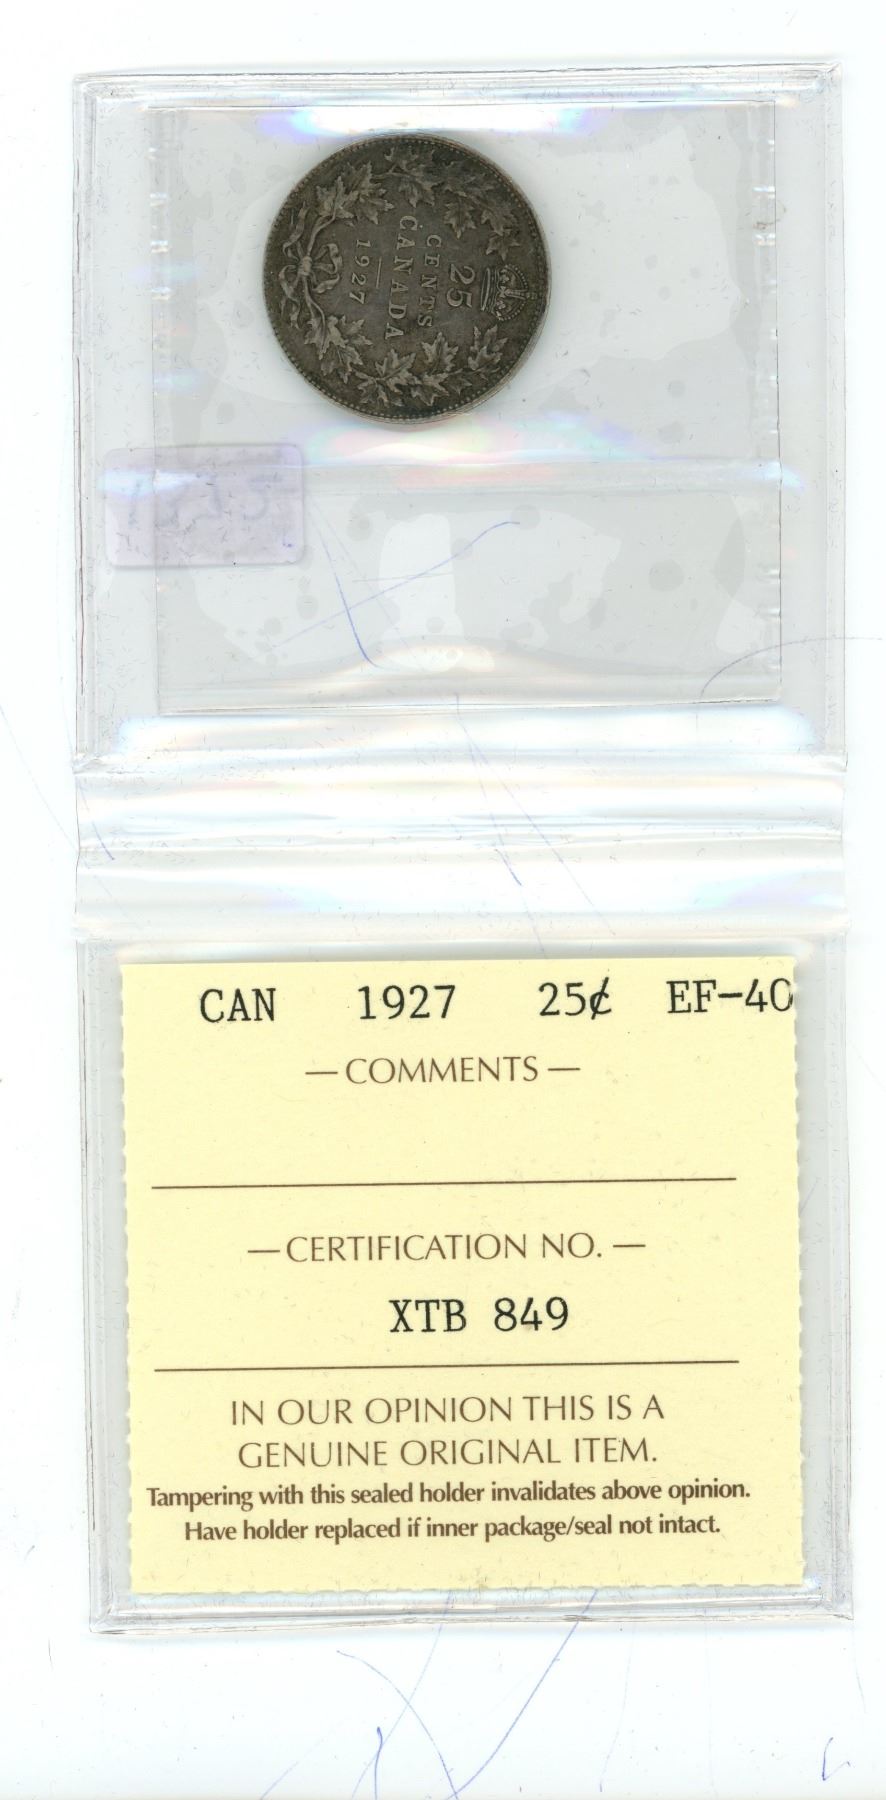 25
CENTS
CANADA
1927
CAN 1927 25¢ EF-40
— COMMENTS —
— CERTIFICATION NO. —
XTB 849
IN OUR OPINION THIS IS A
GENUINE ORIGINAL ITEM.
Tampering with this sealed holder invalidates above opinion.
Have holder replaced if inner package/seal not intact.